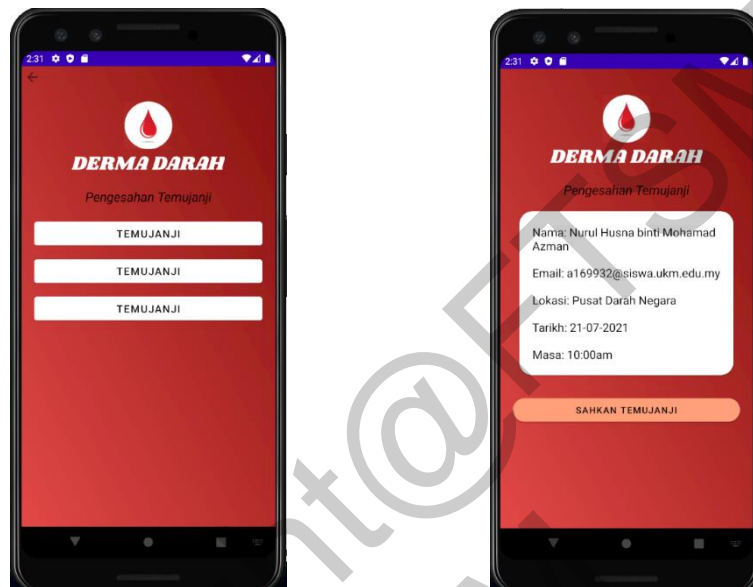 2:31
DERMA DARAH
Pengesahan Temujanji
TEMUJANJI
TEMUJANJI
TEMUJANJI
2:31
DERMA DARAH
Pengesahan Temujanji
Nama: Nurul Husna binti Mohamad
Azman
Email: a169932@siswa.ukm.edu.my
Lokasi: Pusat Darah Negara
Tarikh: 21-07-2021
Masa: 10:00am
SAHKAN TEMUJANJI
t@FTSM